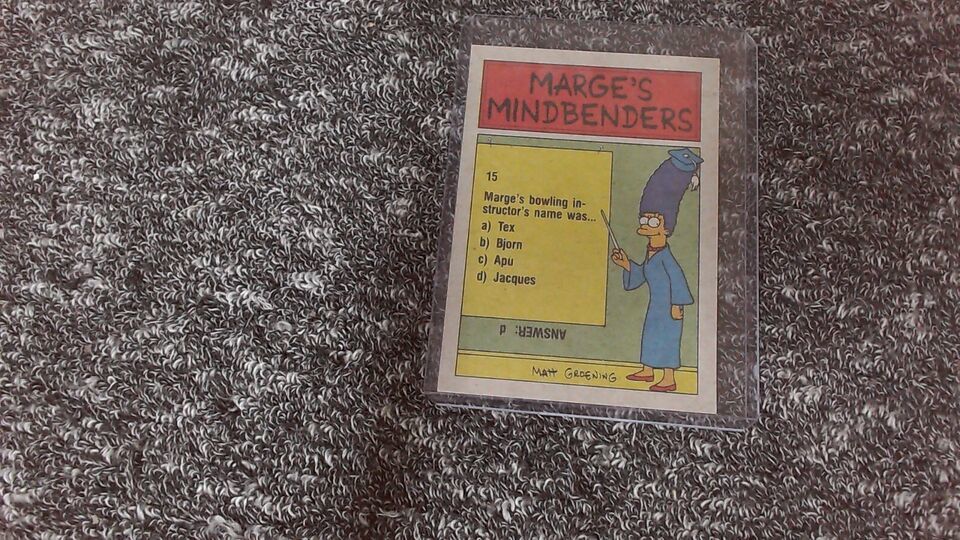 MARGE'S
MINDBENDERS
15
Marge's bowling in-
structor's name was...
a) Tex
b) Bjorn
c) Apu
d) Jacques
ANSWER: d
MATT GROENING